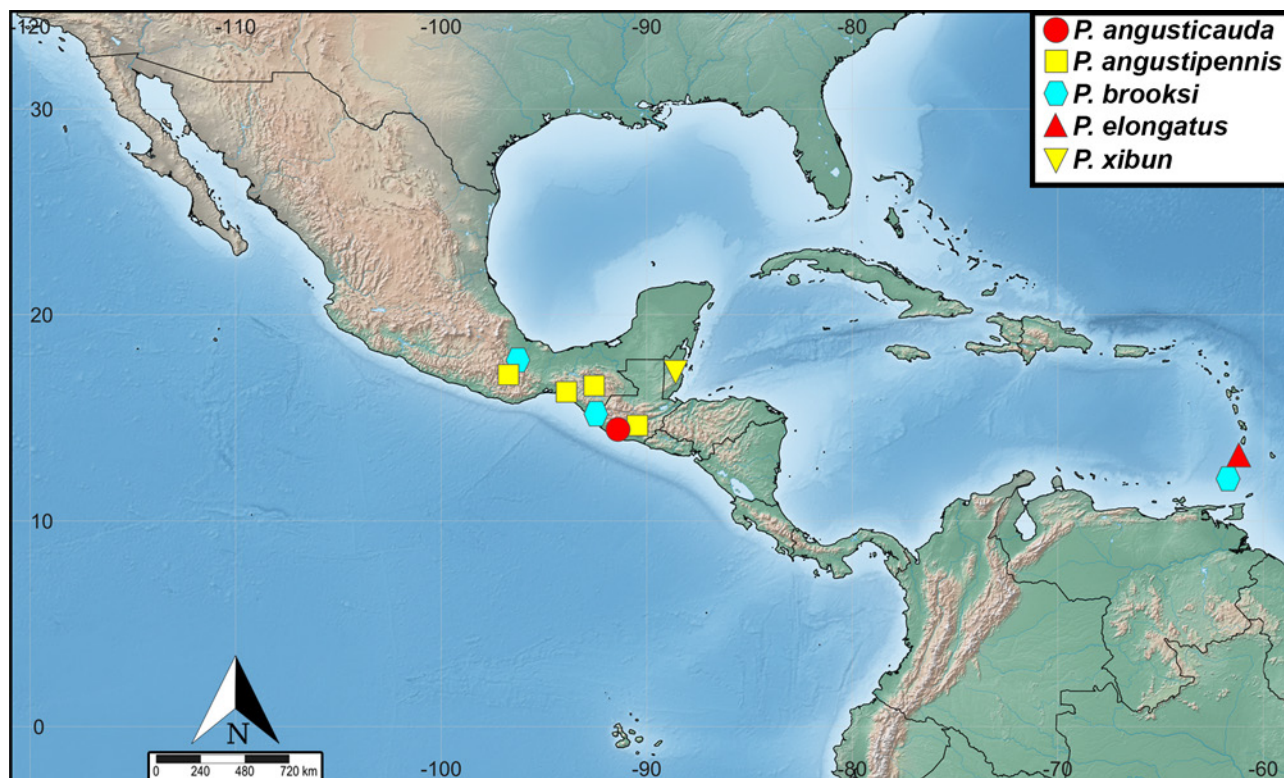 -120 -110 -100 -90 -80
P. angusticauda
P. angustipennis
P. brooksi
P. elongatus
P. xibun
30
20
10
0
N
0 240 480 720 km
-100 -90 -80 -70 -60